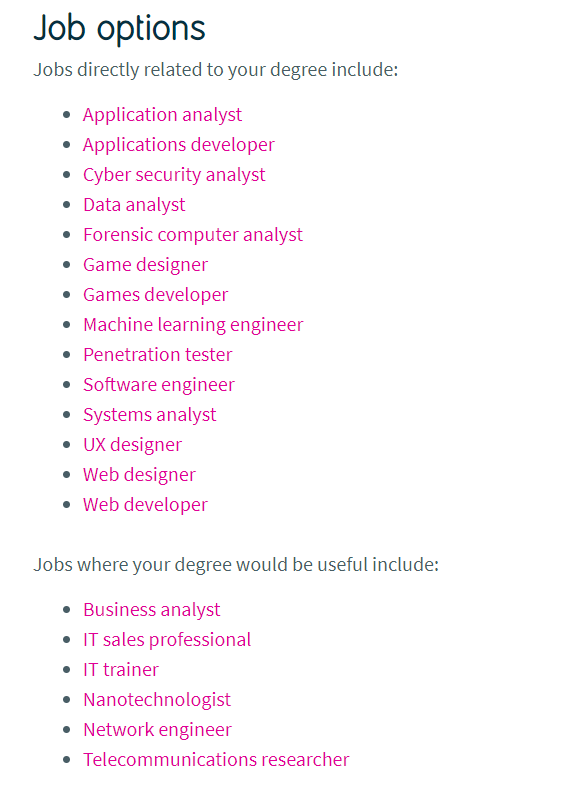 Job options
Jobs directly related to your degree include:
Application analyst
Applications developer
Cyber security analyst
Data analyst
Forensic computer analyst
Game designer
Games developer
Machine learning engineer
Penetration tester
Software engineer
Systems analyst
UX designer
Web designer
Web developer
Jobs where your degree would be useful include:
Business analyst
IT sales professional
IT trainer
Nanotechnologist
Network engineer
Telecommunications researcher